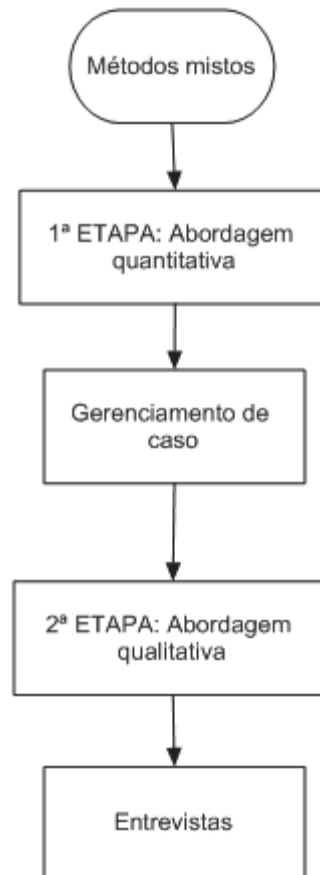 Métodos mistos
1ª ETAPA: Abordagem
quantitativa
Gerenciamento de
caso
2ª ETAPA: Abordagem
qualitativa
Entrevistas